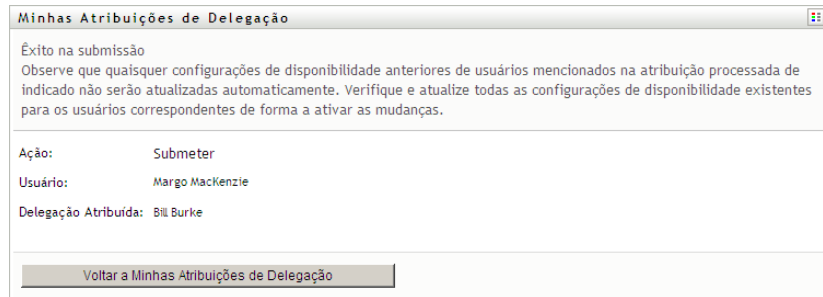 Minhas Atribuições de Delegação
Êxito na submissão
Observe que quaisquer configurações de disponibilidade anteriores de usuários mencionados na atribuição processada de
indicado não serão atualizadas automaticamente. Verifique e atualize todas as configurações de disponibilidade existentes
para os usuários correspondentes de forma a ativar as mudanças.
Ação: Submeter
Usuário: Margo MacKenzie
Delegação Atribuída: Bill Burke
Voltar a Minhas Atribuições de Delegação